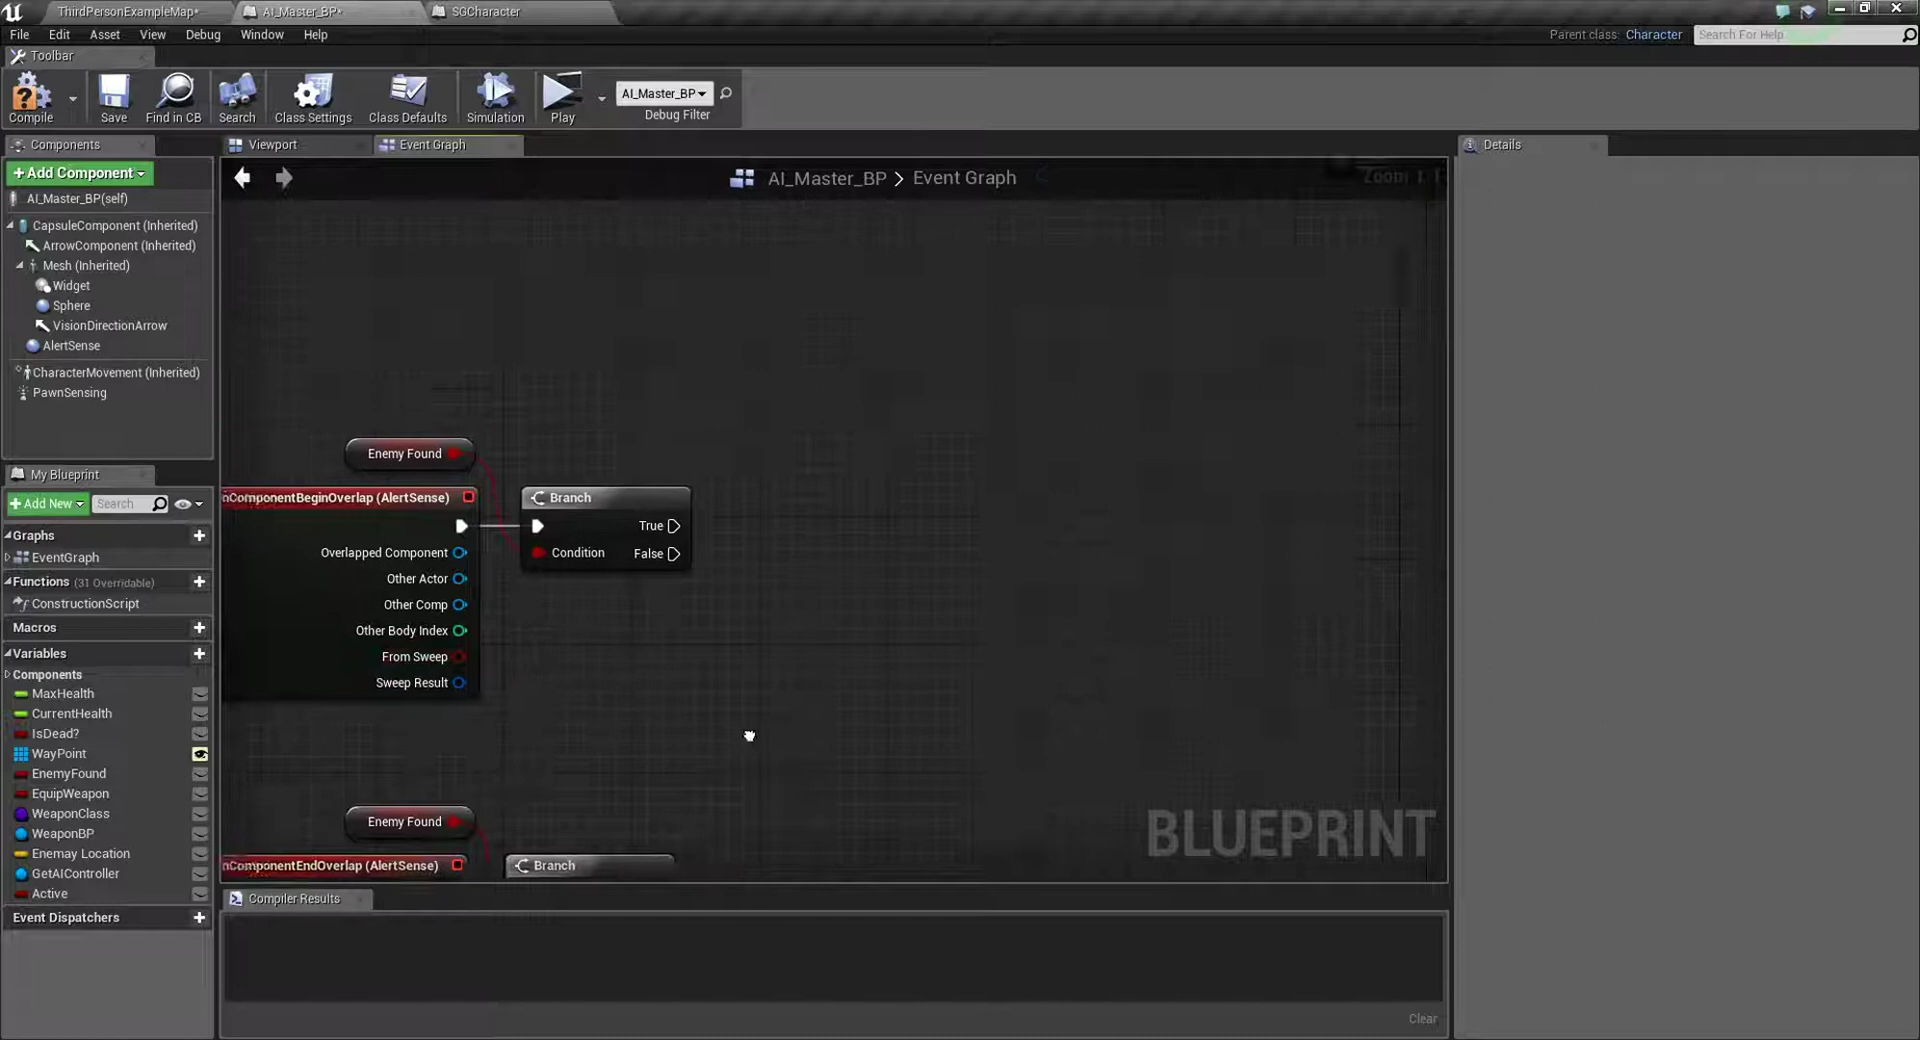 ThirdPersonExampleMap*
AI_Master_BP*
SGCharacter
File Edit Asset View Debug Window Help
Parent class: Character
Search For Help
Toolbar
Compile
Save
Find in CB
Search
Class Settings
Class Defaults
Simulation
Play
AI_Master_BP
Debug Filter
Components
Viewport
Event Graph
Details
+Add Component
AI_Master_BP(self)
CapsuleComponent (Inherited)
ArrowComponent (Inherited)
Mesh (Inherited)
Widget
Sphere
VisionDirectionArrow
AlertSense
CharacterMovement (Inherited)
PawnSensing
AI_Master_BP > Event Graph
Enemy Found
nComponentBeginOverlap (AlertSense)
Overlapped Component
Other Actor
Other Comp
Other Body Index
From Sweep
Sweep Result
Branch
True
Condition
False
Enemy Found
nComponentEndOverlap (AlertSense)
Branch
BLUEPRINT
My Blueprint
+Add New
Search
Graphs
EventGraph
Functions (31 Overridable)
ConstructionScript
Macros
Variables
Components
MaxHealth
CurrentHealth
IsDead?
WayPoint
EnemyFound
EquipWeapon
WeaponClass
WeaponBP
Enemay Location
GetAIController
Active
Event Dispatchers
Compiler Results
Clear